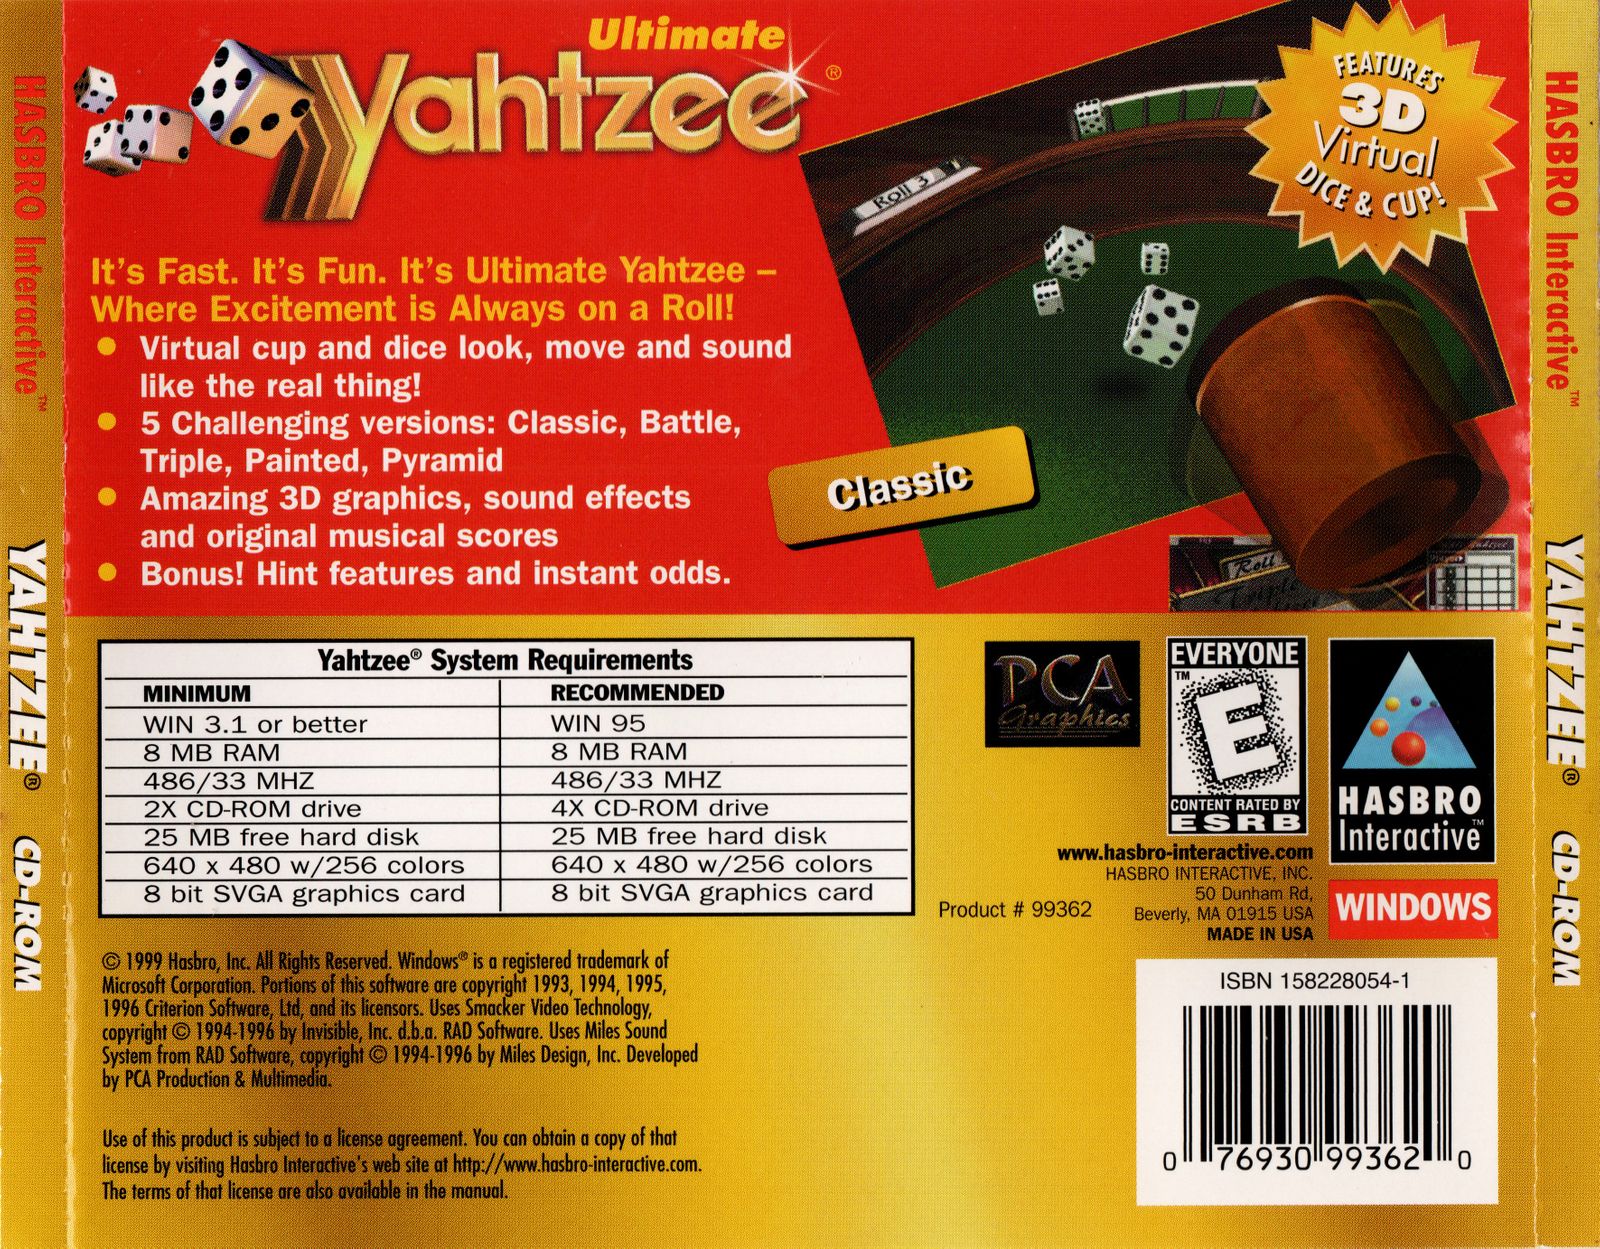 HASBRO Interactive™
YAHTZEE® CD-ROM
Ultimate
Yahtzee®
FEATURES
3D
Virtual
DICE & CUP!
Roll 3
It's Fast. It's Fun. It's Ultimate Yahtzee –
Where Excitement is Always on a Roll!
• Virtual cup and dice look, move and sound
like the real thing!
• 5 Challenging versions: Classic, Battle,
Triple, Painted, Pyramid
• Amazing 3D graphics, sound effects
and original musical scores
• Bonus! Hint features and instant odds.
Classic
Roll
Triple
Yahtzee® System Requirements
MINIMUM RECOMMENDED
WIN 3.1 or better WIN 95
8 MB RAM 8 MB RAM
486/33 MHZ 486/33 MHZ
2X CD-ROM drive 4X CD-ROM drive
25 MB free hard disk 25 MB free hard disk
640 x 480 w/256 colors 640 x 480 w/256 colors
8 bit SVGA graphics card 8 bit SVGA graphics card
PCA
Graphics
EVERYONE
™
E
CONTENT RATED BY
ESRB
HASBRO
Interactive™
WINDOWS
www.hasbro-interactive.com
HASBRO INTERACTIVE, INC.
50 Dunham Rd,
Beverly, MA 01915 USA
MADE IN USA
Product # 99362
© 1999 Hasbro, Inc. All Rights Reserved. Windows® is a registered trademark of
Microsoft Corporation. Portions of this software are copyright 1993, 1994, 1995,
1996 Criterion Software, Ltd, and its licensors. Uses Smacker Video Technology,
copyright © 1994-1996 by Invisible, Inc. d.b.a. RAD Software. Uses Miles Sound
System from RAD Software, copyright © 1994-1996 by Miles Design, Inc. Developed
by PCA Production & Multimedia.
Use of this product is subject to a license agreement. You can obtain a copy of that
license by visiting Hasbro Interactive's web site at http://www.hasbro-interactive.com.
The terms of that license are also available in the manual.
ISBN 158228054-1
0 76930 99362 0
HASBRO Interactive™
YAHTZEE® CD-ROM